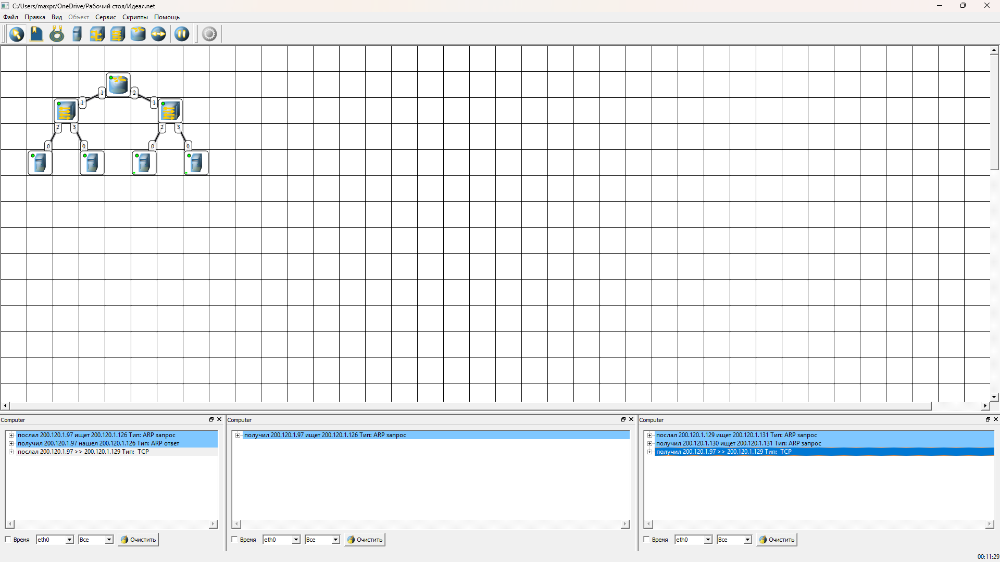 C:/Users/maxpr/OneDrive/Рабочий стол/Идеал.net
Файл Правка Вид Объект Сервис Скрипты Помощь
1 2
1 1
2 3 2 3
0 0 0 0
Computer
послал 200.120.1.97 ищет 200.120.1.126 Тип: ARP запрос
получил 200.120.1.97 нашел 200.120.1.126 Тип: ARP ответ
послал 200.120.1.97 >> 200.120.1.129 Тип: TCP
Время eth0 Все Очистить
Computer
получил 200.120.1.97 ищет 200.120.1.126 Тип: ARP запрос
Время eth0 Все Очистить
Computer
послал 200.120.1.129 ищет 200.120.1.131 Тип: ARP запрос
получил 200.120.1.130 ищет 200.120.1.131 Тип: ARP запрос
получил 200.120.1.97 >> 200.120.1.129 Тип: TCP
Время eth0 Все Очистить
00:11:29